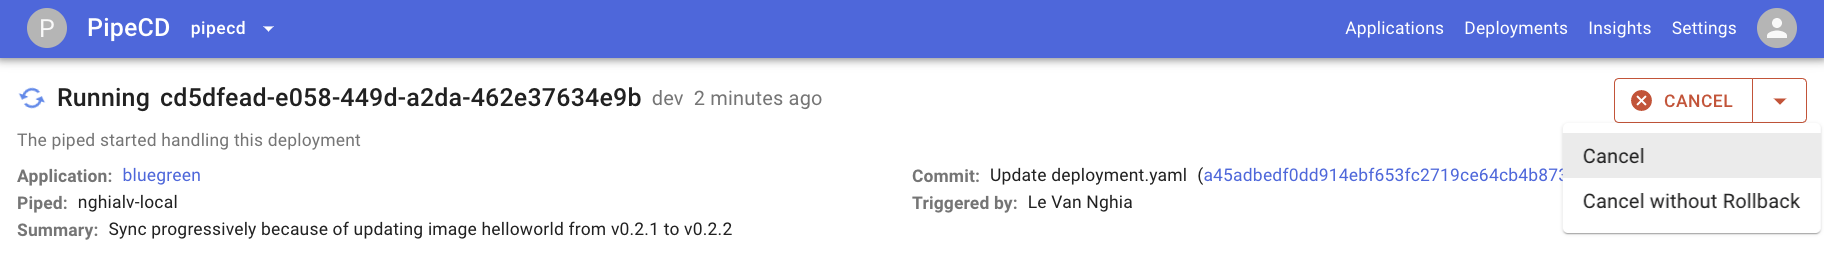 P PipeCD pipecd Applications Deployments Insights Settings
Running cd5dfead-e058-449d-a2da-462e37634e9b dev 2 minutes ago
CANCEL
The piped started handling this deployment
Cancel
Application: bluegreen
Commit: Update deployment.yaml (a45adbedf0dd914ebf653fc2719ce64cb4b873
Cancel without Rollback
Piped: nghialv-local
Triggered by: Le Van Nghia
Summary: Sync progressively because of updating image helloworld from v0.2.1 to v0.2.2